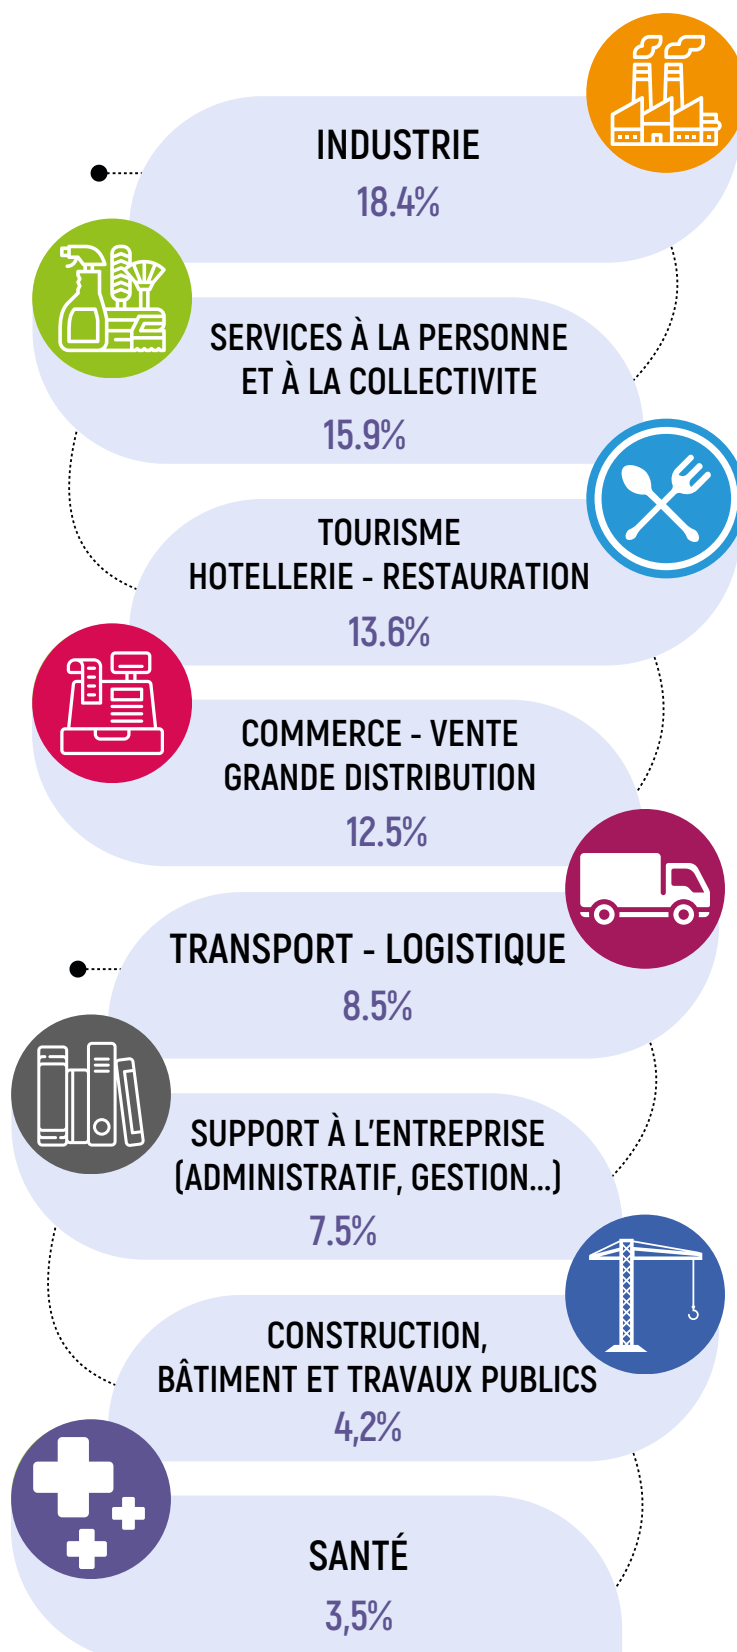 INDUSTRIE
18.4%
SERVICES À LA PERSONNE
ET À LA COLLECTIVITE
15.9%
TOURISME
HOTELLERIE - RESTAURATION
13.6%
COMMERCE - VENTE
GRANDE DISTRIBUTION
12.5%
TRANSPORT - LOGISTIQUE
8.5%
SUPPORT À L'ENTREPRISE
(ADMINISTRATIF, GESTION...)
7.5%
CONSTRUCTION,
BÂTIMENT ET TRAVAUX PUBLICS
4,2%
SANTÉ
3,5%